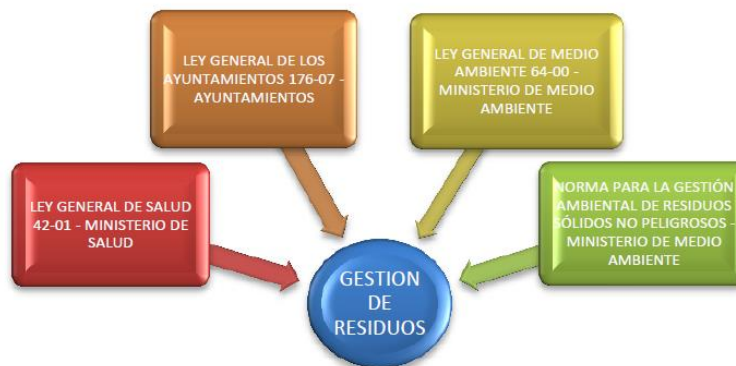 LEY GENERAL DE LOS
AYUNTAMIENTOS 176-07 -
AYUNTAMIENTOS
LEY GENERAL DE MEDIO
AMBIENTE 64-00 -
MINISTERIO DE MEDIO
AMBIENTE
LEY GENERAL DE SALUD
42-01 - MINISTERIO DE
SALUD
NORMA PARA LA GESTIÓN
AMBIENTAL DE RESIDUOS
SÓLIDOS NO PELIGROSOS -
MINISTERIO DE MEDIO
AMBIENTE
GESTION
DE
RESIDUOS